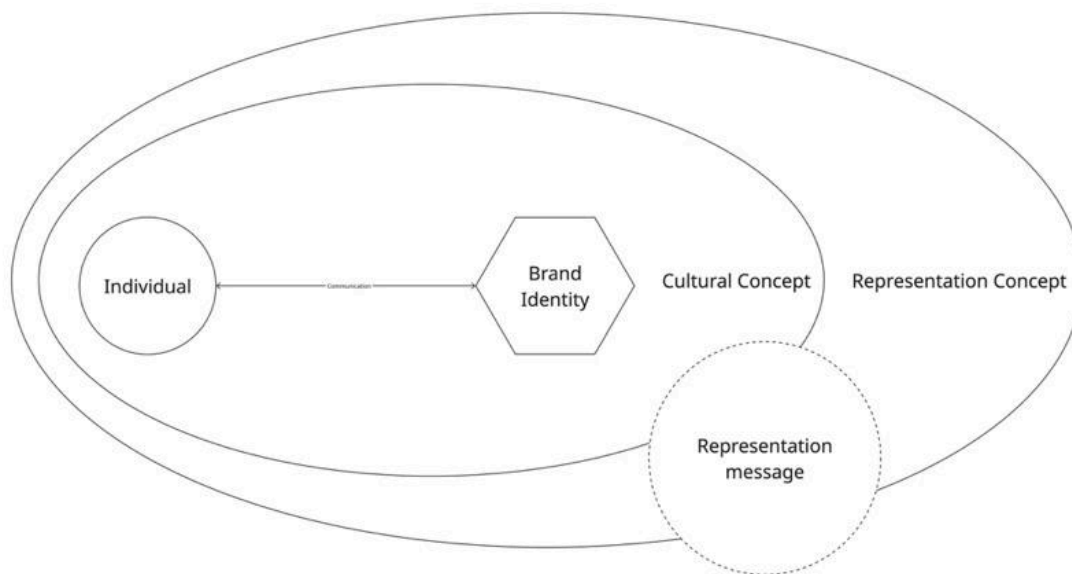 Individual
Communication
Brand
Identity
Cultural Concept
Representation Concept
Representation
message